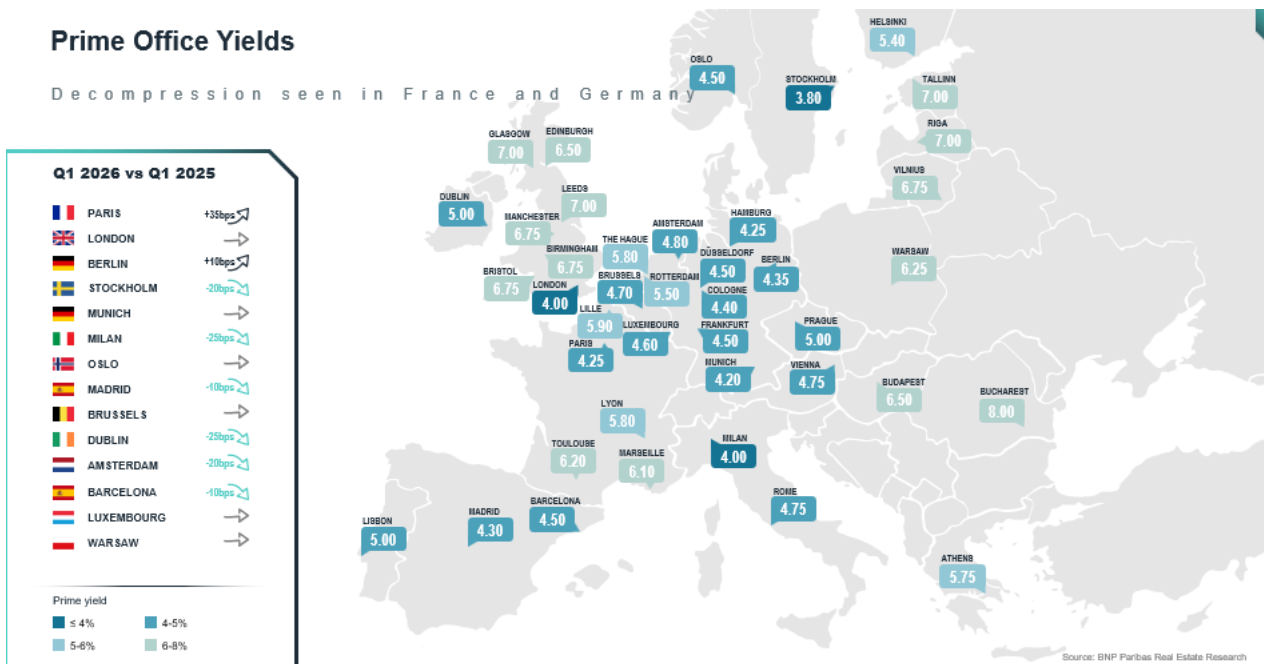 Prime Office Yields
Decompression seen in France and Germany
Q1 2026 vs Q1 2025
PARIS +35bps
LONDON
BERLIN +10bps
STOCKHOLM -20bps
MUNICH
MILAN -25bps
OSLO
MADRID -10bps
BRUSSELS
DUBLIN -25bps
AMSTERDAM -20bps
BARCELONA -10bps
LUXEMBOURG
WARSAW
Prime yield
≤ 4%
4-5%
5-6%
6-8%
HELSINKI
5.40
OSLO
4.50
STOCKHOLM
3.80
TALLINN
7.00
RIGA
7.00
VILNIUS
6.75
GLASGOW
7.00
EDINBURGH
6.50
DUBLIN
5.00
LEEDS
7.00
MANCHESTER
6.75
BIRMINGHAM
6.75
BRISTOL
6.75
LONDON
4.00
AMSTERDAM
4.80
THE HAGUE
5.80
ROTTERDAM
5.50
BRUSSELS
4.70
HAMBURG
4.25
DÜSSELDORF
4.50
BERLIN
4.35
COLOGNE
4.40
FRANKFURT
4.50
MUNICH
4.20
WARSAW
6.25
LILLE
5.90
LUXEMBOURG
4.60
PARIS
4.25
PRAGUE
5.00
VIENNA
4.75
BUDAPEST
6.50
BUCHAREST
8.00
LYON
5.80
TOULOUSE
6.20
MARSEILLE
6.10
MILAN
4.00
ROME
4.75
BARCELONA
4.50
MADRID
4.30
LISBON
5.00
ATHENS
5.75
Source: BNP Paribas Real Estate Research